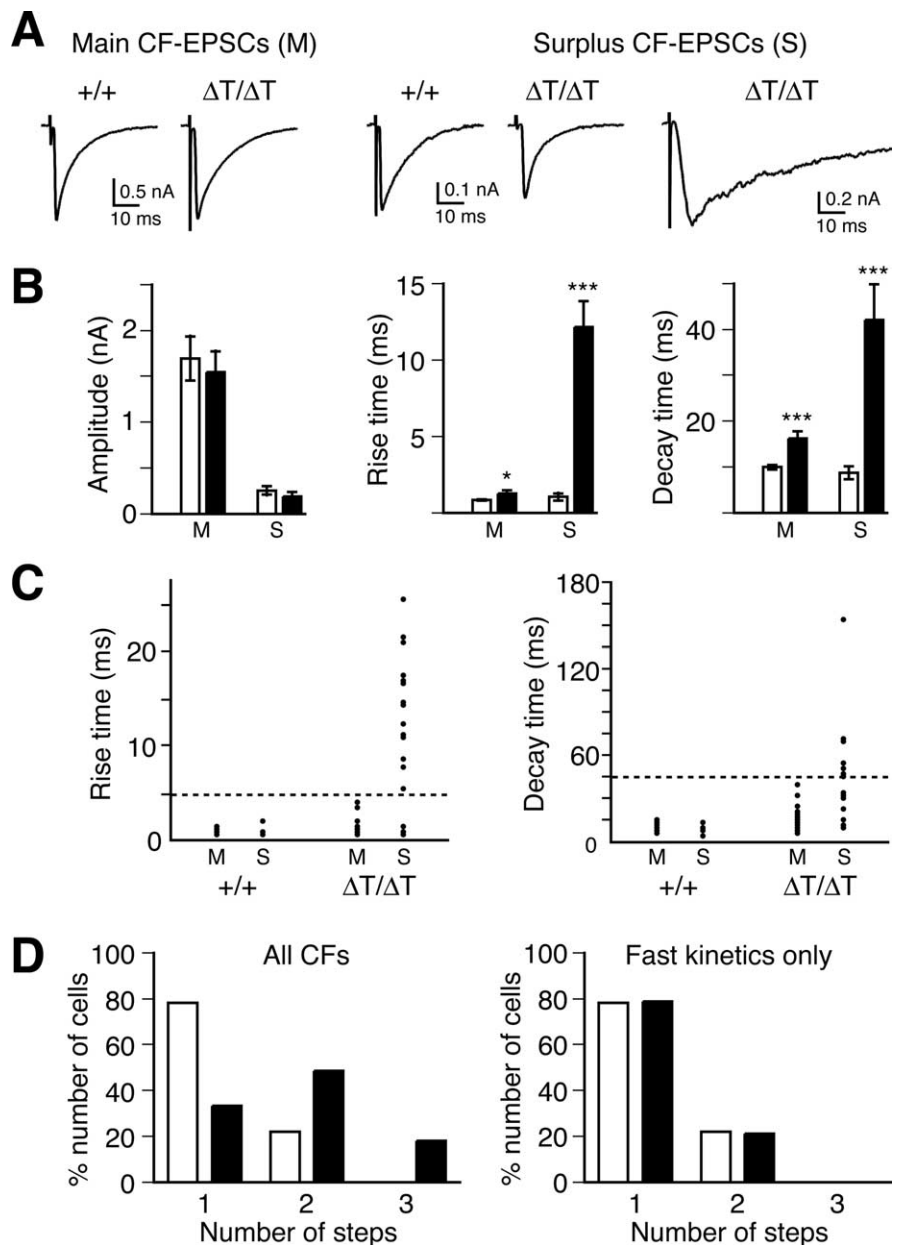 A
Main CF-EPSCs (M)
Surplus CF-EPSCs (S)
+/+
ΔT/ΔT
+/+
ΔT/ΔT
ΔT/ΔT
0.5 nA
10 ms
0.1 nA
10 ms
0.2 nA
10 ms
B
Amplitude (nA)
2
1
0
M
S
Rise time (ms)
15
10
5
*
***
M
S
Decay time (ms)
40
20
***
***
M
S
C
Rise time (ms)
20
10
0
M
S
M
S
+/+
ΔT/ΔT
Decay time (ms)
180
120
60
0
M
S
M
S
+/+
ΔT/ΔT
D
All CFs
% number of cells
100
80
60
40
20
0
1
2
3
Number of steps
Fast kinetics only
% number of cells
100
80
60
40
20
0
1
2
3
Number of steps